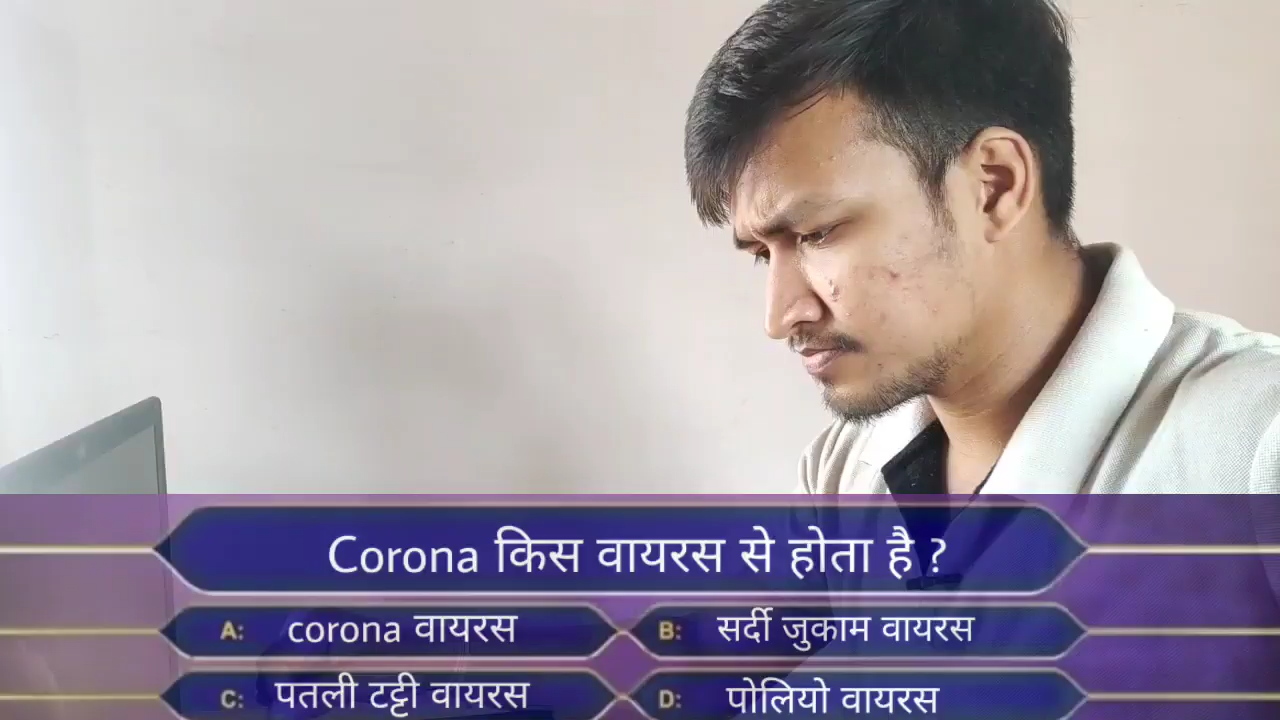 Corona किस वायरस से होता है ?
A: corona वायरस
B: सर्दी जुकाम वायरस
C: पतली टट्टी वायरस
D: पोलियो वायरस